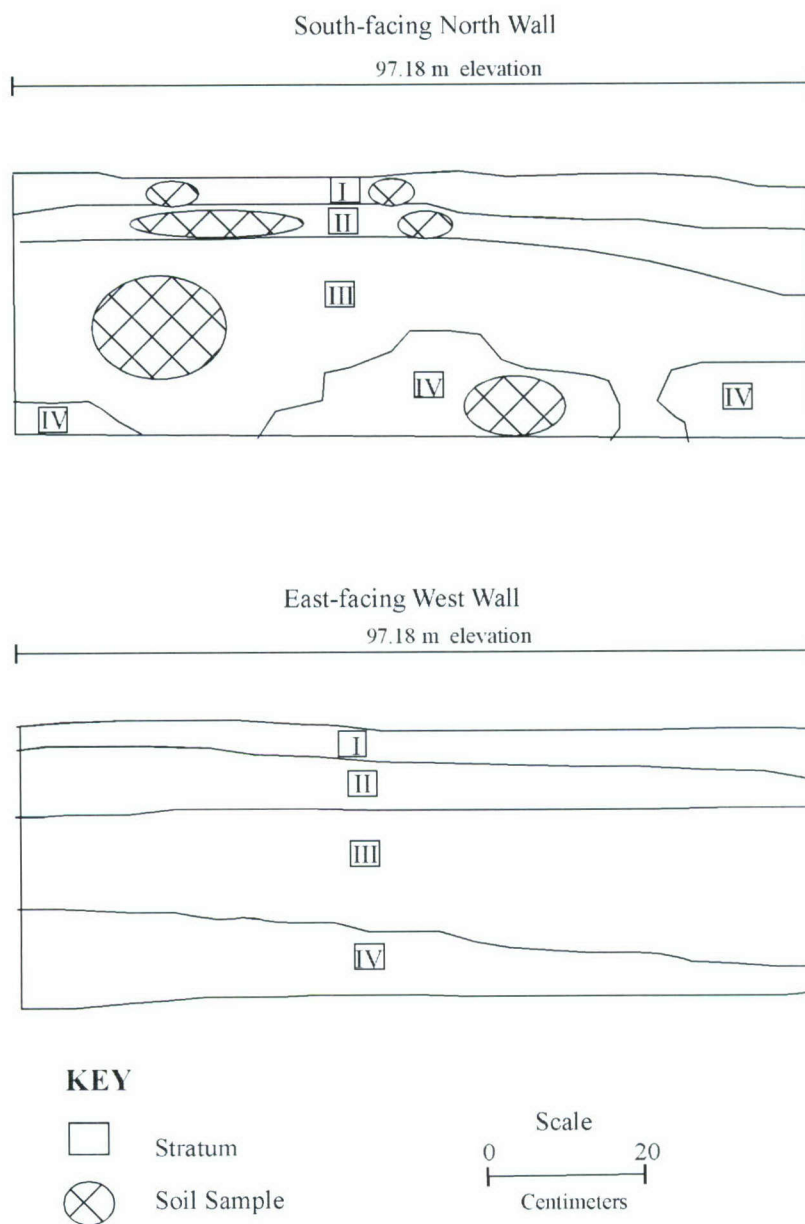 South-facing North Wall
97.18 m elevation
I
II
III
IV
IV
IV
East-facing West Wall
97.18 m elevation
I
II
III
IV
KEY
Stratum
Soil Sample
Scale
0 20
Centimeters